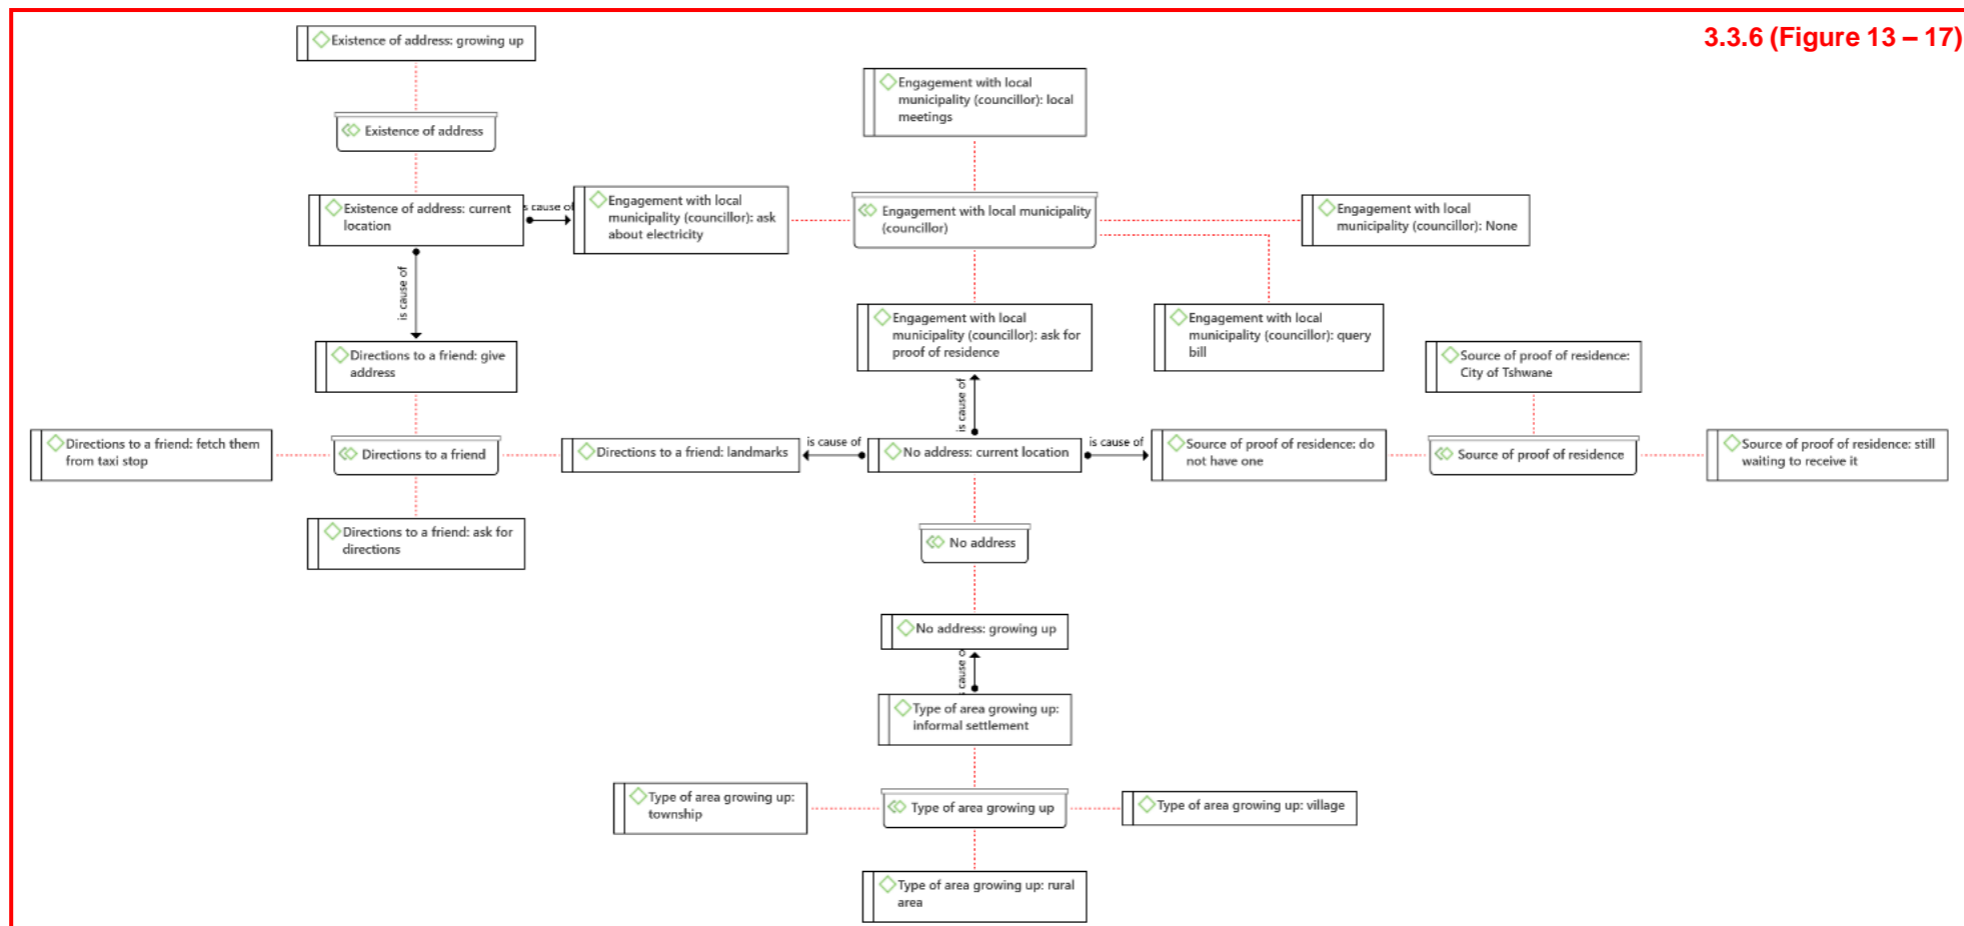 3.3.6 (Figure 13 – 17)
Existence of address: growing up
Engagement with local
municipality (councillor): local
meetings
Existence of address
Existence of address: current
location
is cause of
Engagement with local
municipality (councillor): ask
about electricity
Engagement with local municipality
(councillor)
Engagement with local
municipality (councillor): None
is cause of
Engagement with local
municipality (councillor): ask for
proof of residence
Engagement with local
municipality (councillor): query
bill
Directions to a friend: give
address
Source of proof of residence:
City of Tshwane
is cause of
Directions to a friend: fetch them
from taxi stop
Directions to a friend
Directions to a friend: landmarks
is cause of
No address: current location
is cause of
Source of proof of residence: do
not have one
Source of proof of residence
Source of proof of residence: still
waiting to receive it
Directions to a friend: ask for
directions
No address
No address: growing up
is cause of
Type of area growing up:
informal settlement
Type of area growing up:
township
Type of area growing up
Type of area growing up: village
Type of area growing up: rural
area